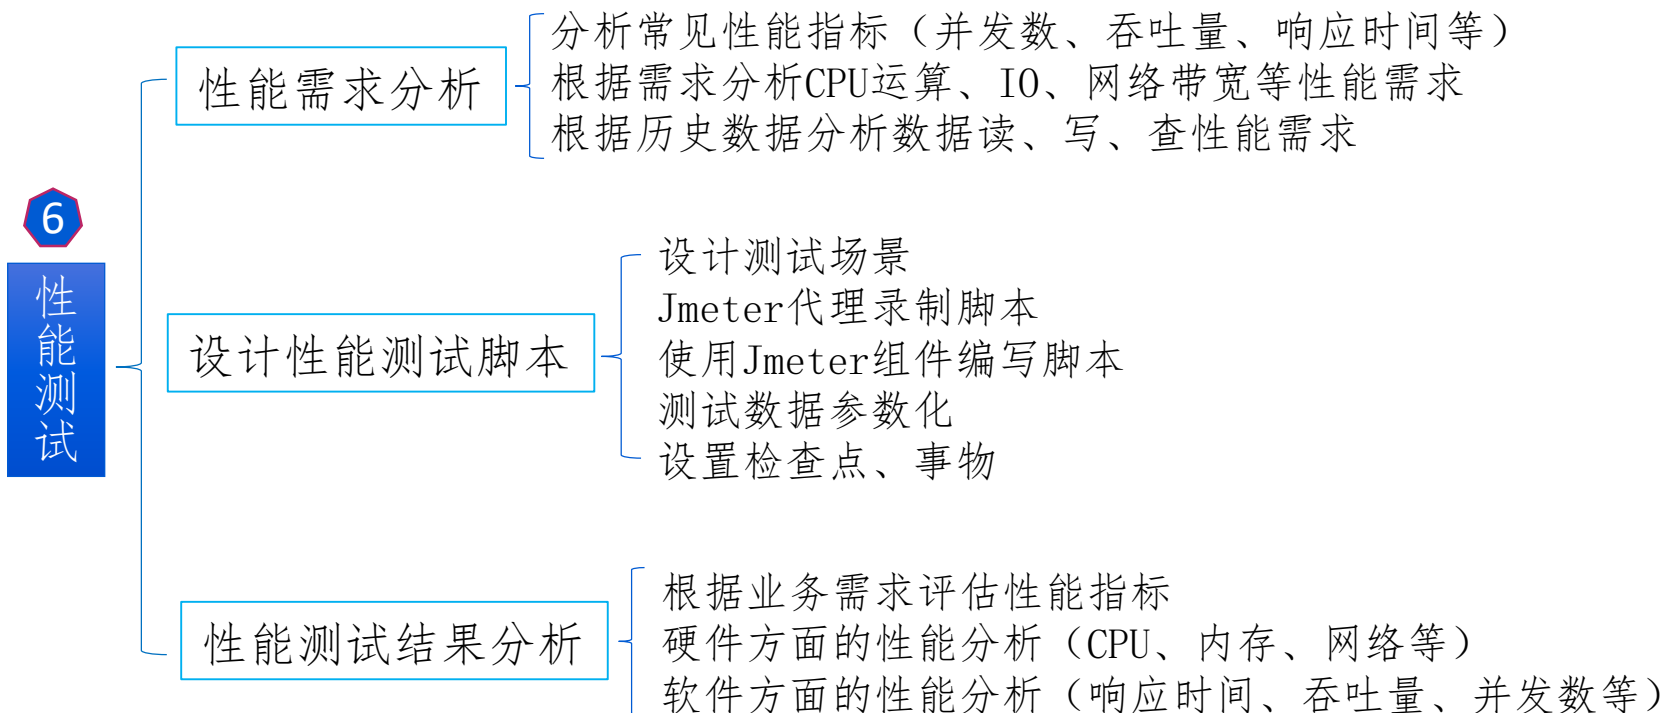 6
性能测试
性能需求分析
分析常见性能指标（并发数、吞吐量、响应时间等）
根据需求分析CPU运算、IO、网络带宽等性能需求
根据历史数据分析数据读、写、查性能需求
设计性能测试脚本
设计测试场景
Jmeter代理录制脚本
使用Jmeter组件编写脚本
测试数据参数化
设置检查点、事物
性能测试结果分析
根据业务需求评估性能指标
硬件方面的性能分析（CPU、内存、网络等）
软件方面的性能分析（响应时间、吞吐量、并发数等）